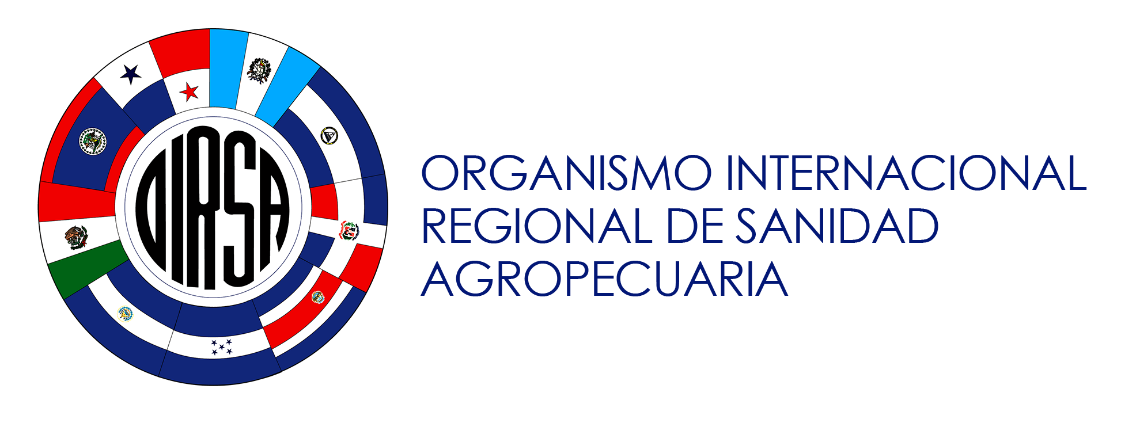 OIRSA
ORGANISMO INTERNACIONAL
REGIONAL DE SANIDAD
AGROPECUARIA